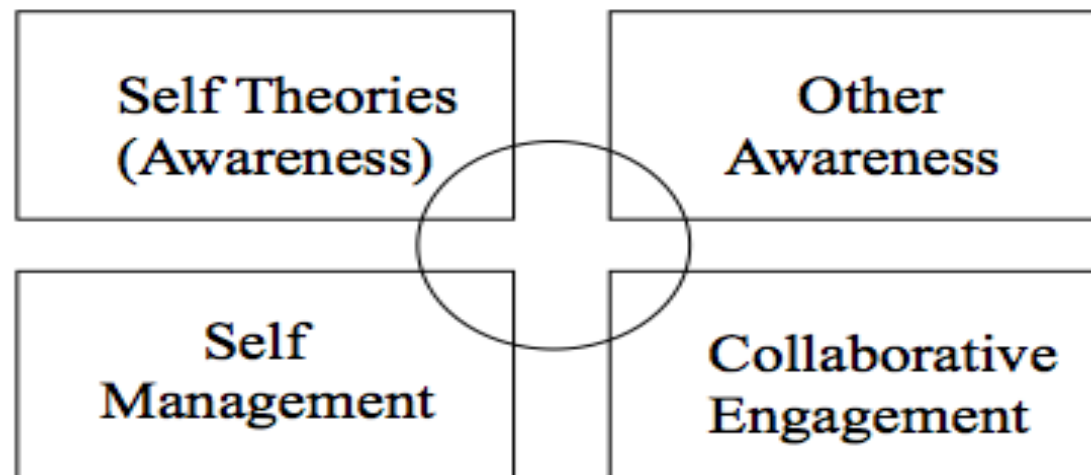 Self Theories
(Awareness)
Other
Awareness
Self
Management
Collaborative
Engagement